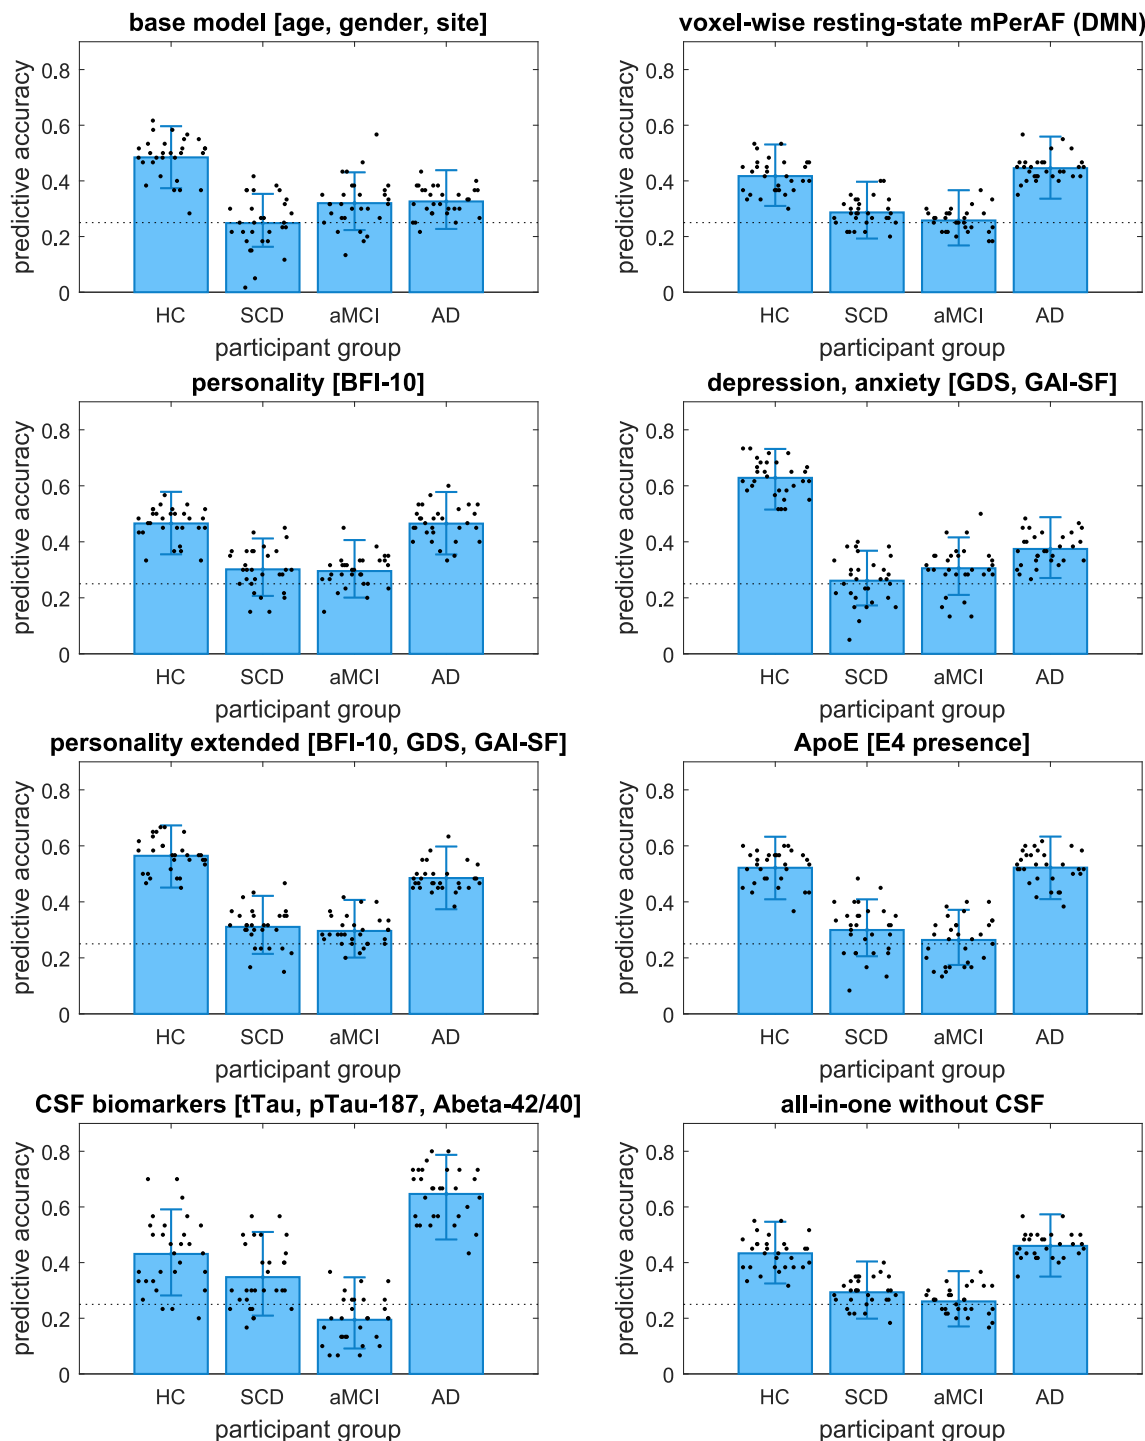 base model [age, gender, site]
predictive accuracy
0.8
0.6
0.4
0.2
0
HC SCD aMCI AD
participant group
voxel-wise resting-state mPerAF (DMN)
predictive accuracy
0.8
0.6
0.4
0.2
0
HC SCD aMCI AD
participant group
personality [BFI-10]
predictive accuracy
0.8
0.6
0.4
0.2
0
HC SCD aMCI AD
participant group
depression, anxiety [GDS, GAI-SF]
predictive accuracy
0.8
0.6
0.4
0.2
0
HC SCD aMCI AD
participant group
personality extended [BFI-10, GDS, GAI-SF]
predictive accuracy
0.8
0.6
0.4
0.2
0
HC SCD aMCI AD
participant group
ApoE [E4 presence]
predictive accuracy
0.8
0.6
0.4
0.2
0
HC SCD aMCI AD
participant group
CSF biomarkers [tTau, pTau-187, Abeta-42/40]
predictive accuracy
0.8
0.6
0.4
0.2
0
HC SCD aMCI AD
participant group
all-in-one without CSF
predictive accuracy
0.8
0.6
0.4
0.2
0
HC SCD aMCI AD
participant group